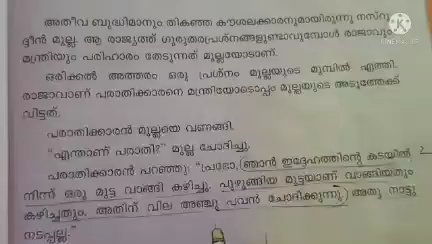 അതീവ ബുദ്ധിമാനും തികഞ്ഞ കൗശലക്കാരനുമായിരുന്നു നസ്റു
ദ്ദീൻ മുല്ല. ആ രാജ്യത്ത് ഗുരുതരപ്രശ്നങ്ങളുണ്ടാവുമ്പോൾ രാജാവും
മന്ത്രിയും പരിഹാരം തേടുന്നത് മുല്ലയോടാണ്.
ഒരിക്കൽ അത്തരം ഒരു പ്രശ്നം മുല്ലയുടെ മുമ്പിൽ എത്തി.
രാജാവാണ് പരാതിക്കാരനെ മന്ത്രിയോടൊപ്പം മുല്ലയുടെ അടുത്തേക്ക്
വിട്ടത്.
പരാതിക്കാരൻ മുല്ലയെ വണങ്ങി.
"എന്താണ് പരാതി?" മുല്ല ചോദിച്ചു.
പരാതിക്കാരൻ പറഞ്ഞു: "പ്രഭോ, ഞാൻ ഇദ്ദേഹത്തിന്റെ കടയിൽ
നിന്ന് ഒരു മുട്ട വാങ്ങി കഴിച്ചു. പുഴുങ്ങിയ മുട്ടയാണ് വാങ്ങിയതും
കഴിച്ചതും. അതിന് വില അഞ്ചു പവൻ ചോദിക്കുന്നു. അതു നാട്ടു
നടപ്പല്ല."